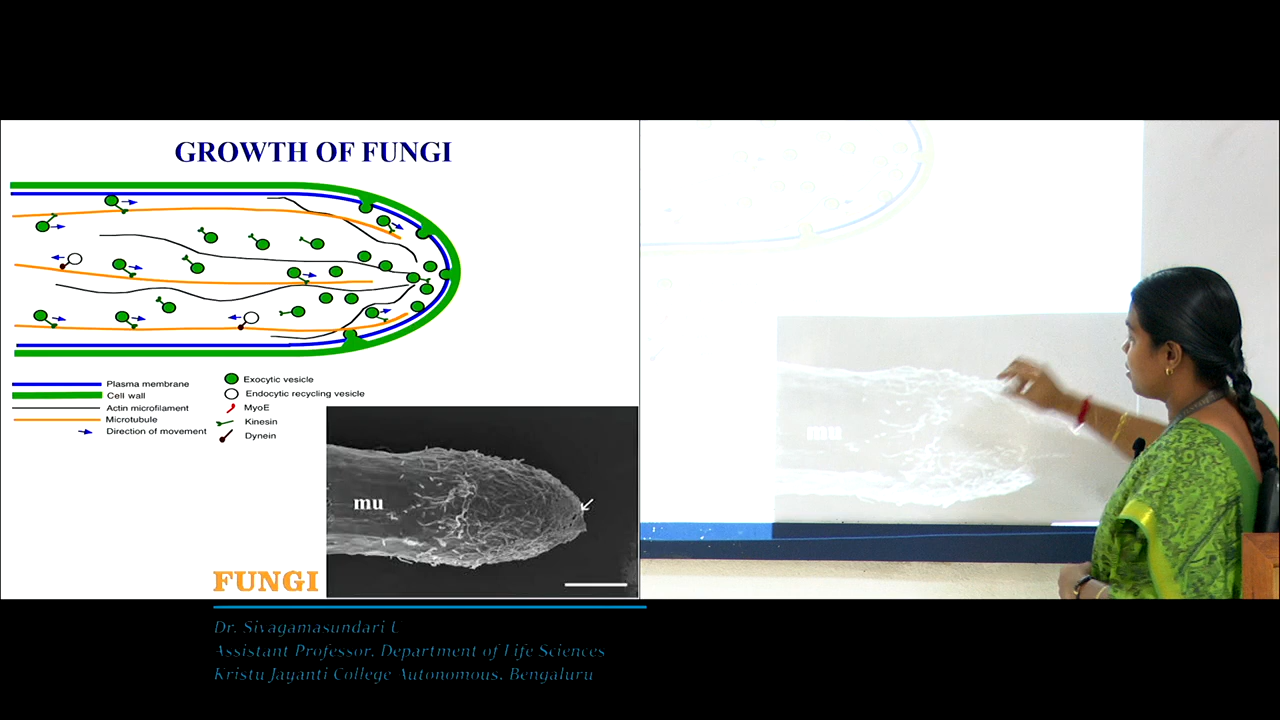 GROWTH OF FUNGI
Plasma membrane
Cell wall
Actin microfilament
Microtubule
Direction of movement
Exocytic vesicle
Endocytic recycling vesicle
MyoE
Kinesin
Dynein
mu
mu
FUNGI
Dr. Sivagamasundari U
Assistant Professor, Department of Life Sciences
Kristu Jayanti College Autonomous, Bengaluru